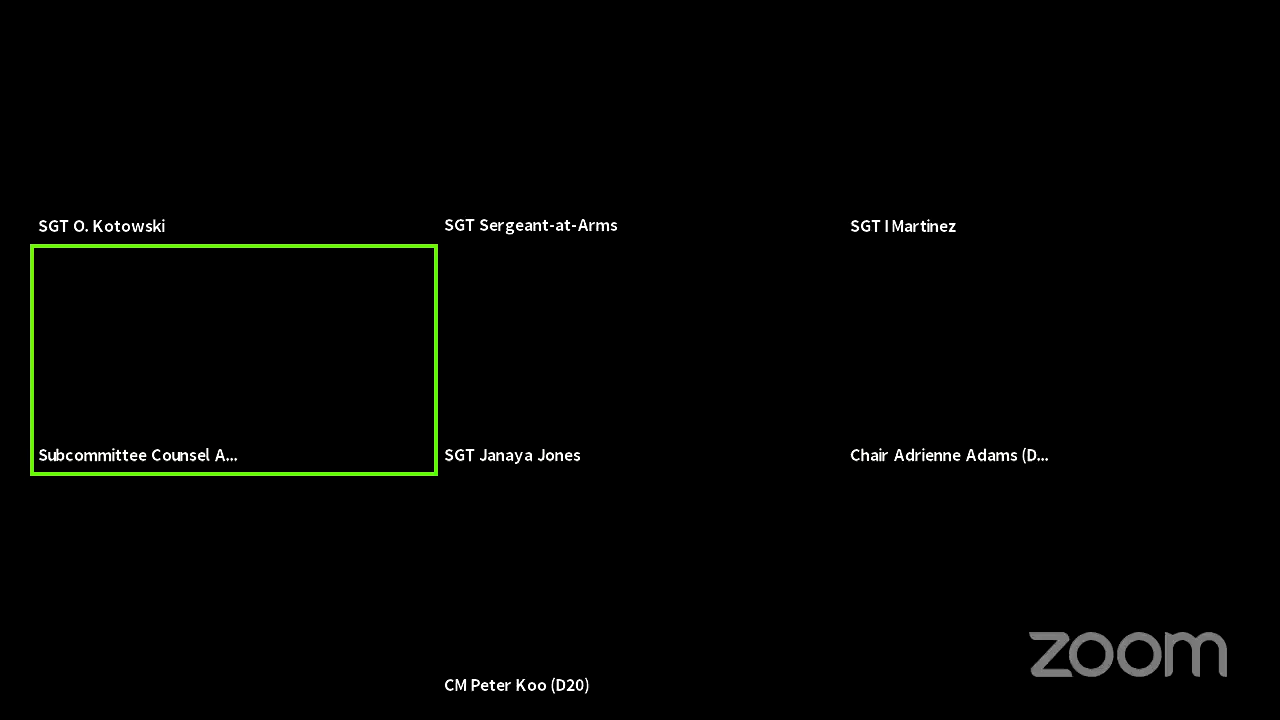 SGT O. Kotowski
SGT Sergeant-at-Arms
SGT I Martinez
Subcommittee Counsel A...
SGT Janaya Jones
Chair Adrienne Adams (D...
CM Peter Koo (D20)
zoom